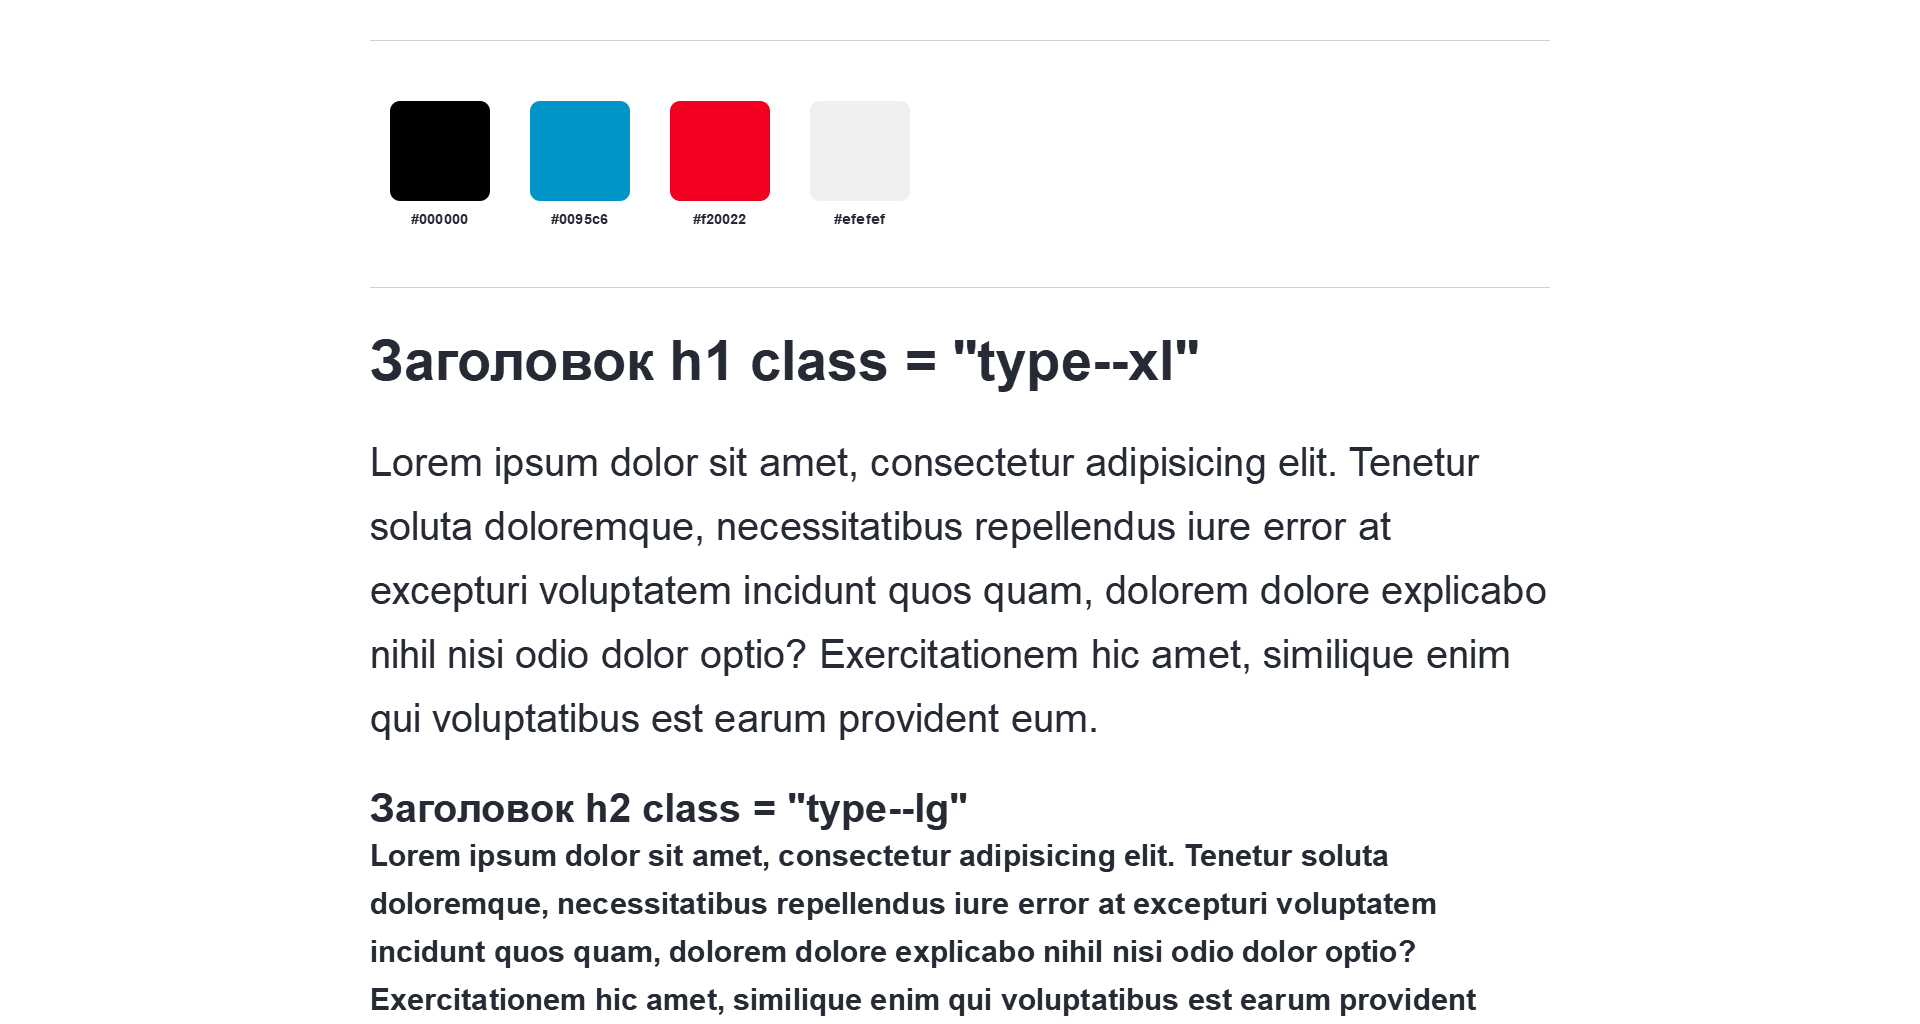 #000000 #0095c6 #f20022 #efefef
Заголовок h1 class = "type--xl"
Lorem ipsum dolor sit amet, consectetur adipisicing elit. Tenetur
soluta doloremque, necessitatibus repellendus iure error at
excepturi voluptatem incidunt quos quam, dolorem dolore explicabo
nihil nisi odio dolor optio? Exercitationem hic amet, similique enim
qui voluptatibus est earum provident eum.
Заголовок h2 class = "type--lg"
Lorem ipsum dolor sit amet, consectetur adipisicing elit. Tenetur soluta
doloremque, necessitatibus repellendus iure error at excepturi voluptatem
incidunt quos quam, dolorem dolore explicabo nihil nisi odio dolor optio?
Exercitationem hic amet, similique enim qui voluptatibus est earum provident